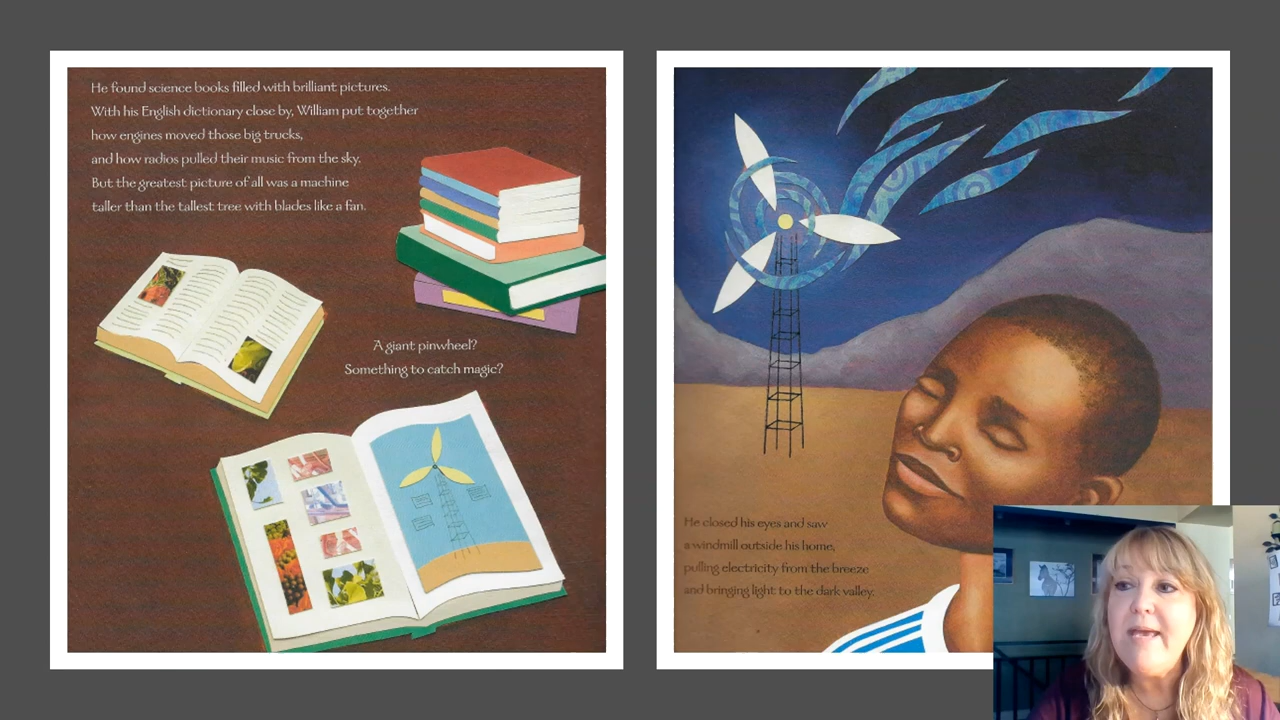 He found science books filled with brilliant pictures.
With his English dictionary close by, William put together
how engines moved those big trucks,
and how radios pulled their music from the sky.
But the greatest picture of all was a machine
taller than the tallest tree with blades like a fan.
A giant pinwheel?
Something to catch magic?
He closed his eyes and saw
a windmill outside his home,
pulling electricity from the breeze
and bringing light to the dark valley.